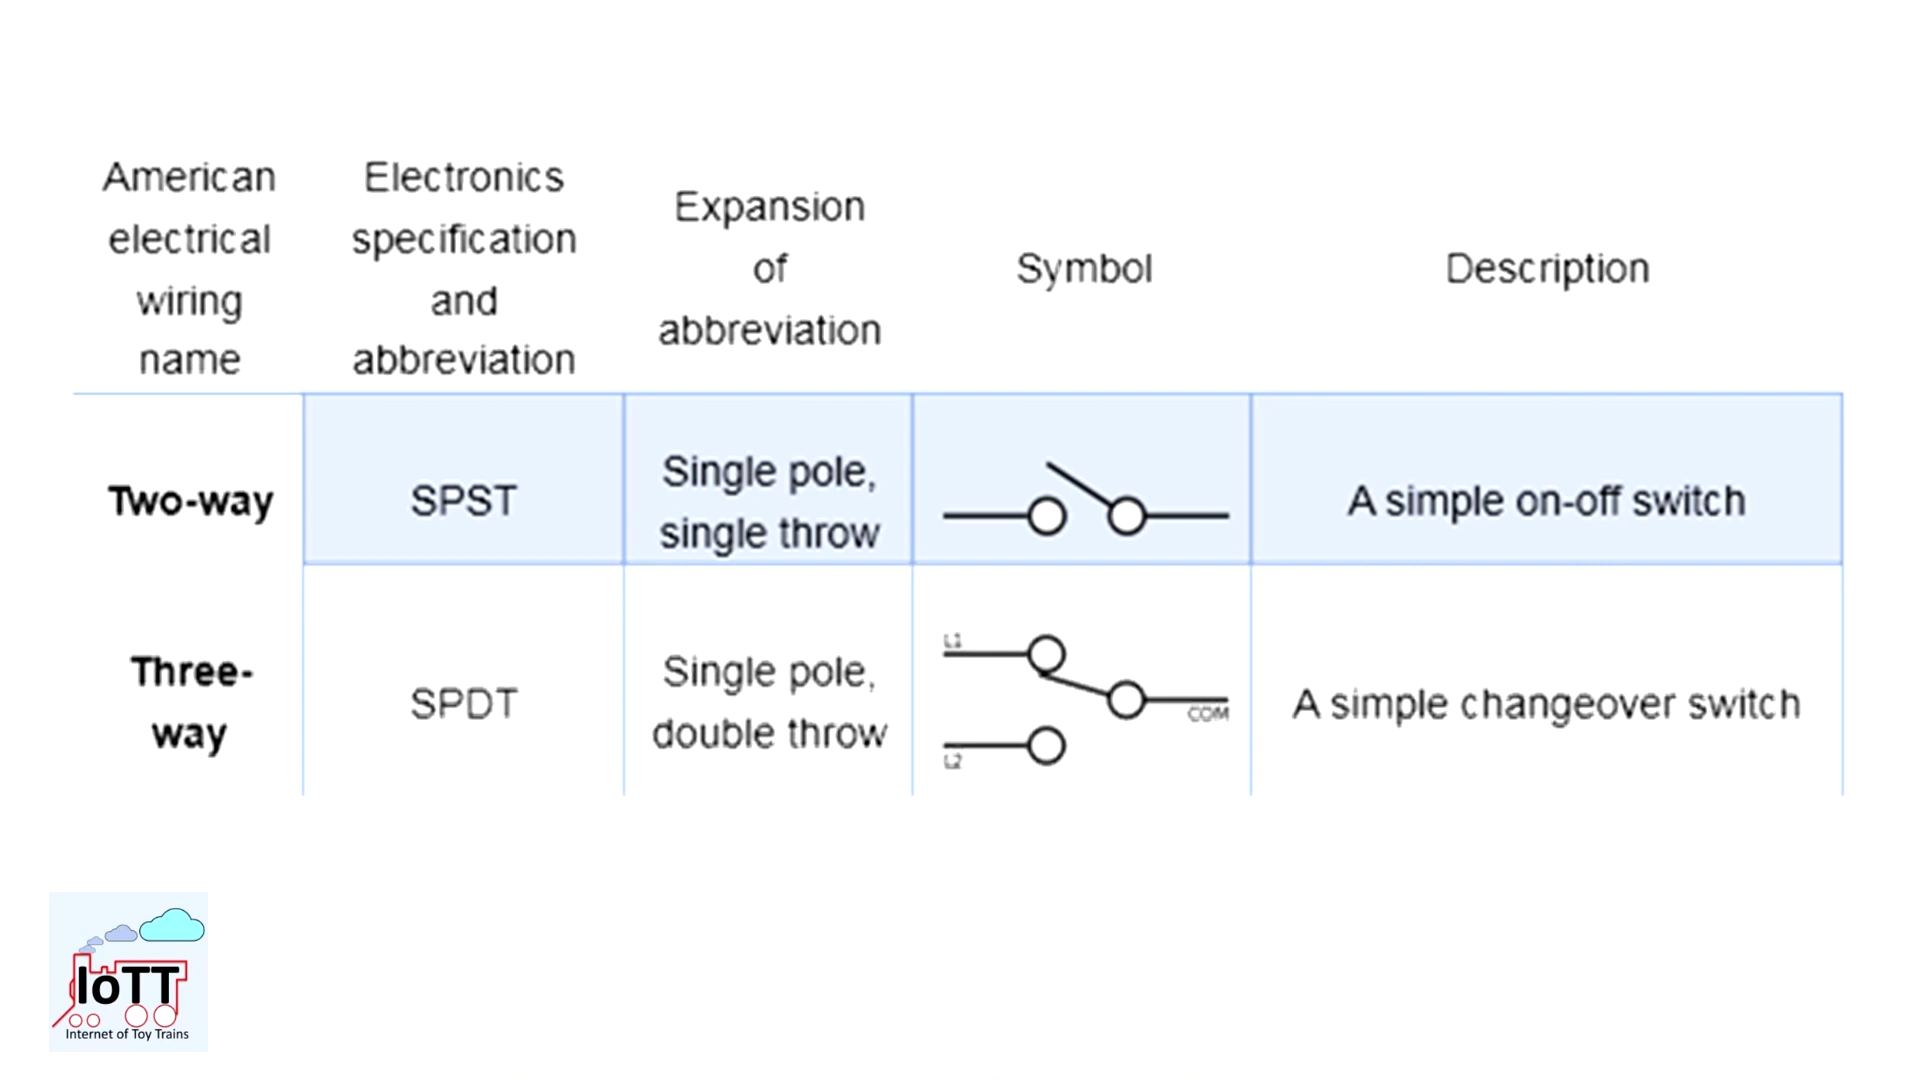 American
electrical
wiring
name
Electronics
specification
and
abbreviation
Expansion
of
abbreviation
Symbol
Description
Two-way
SPST
Single pole,
single throw
A simple on-off switch
Three-
way
SPDT
Single pole,
double throw
L1
COM
L2
A simple changeover switch
IoTT
Internet of Toy Trains